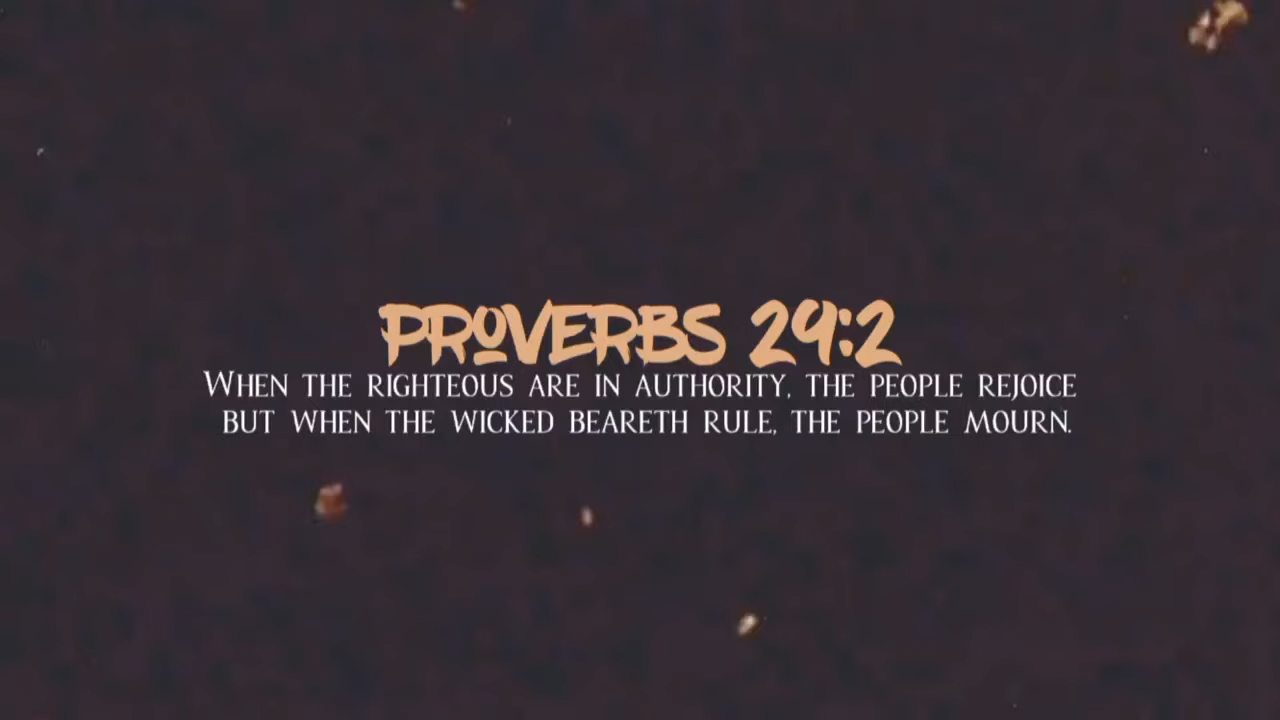 PROVERBS 29:2
When the righteous are in authority, the people rejoice
but when the wicked beareth rule, the people mourn.